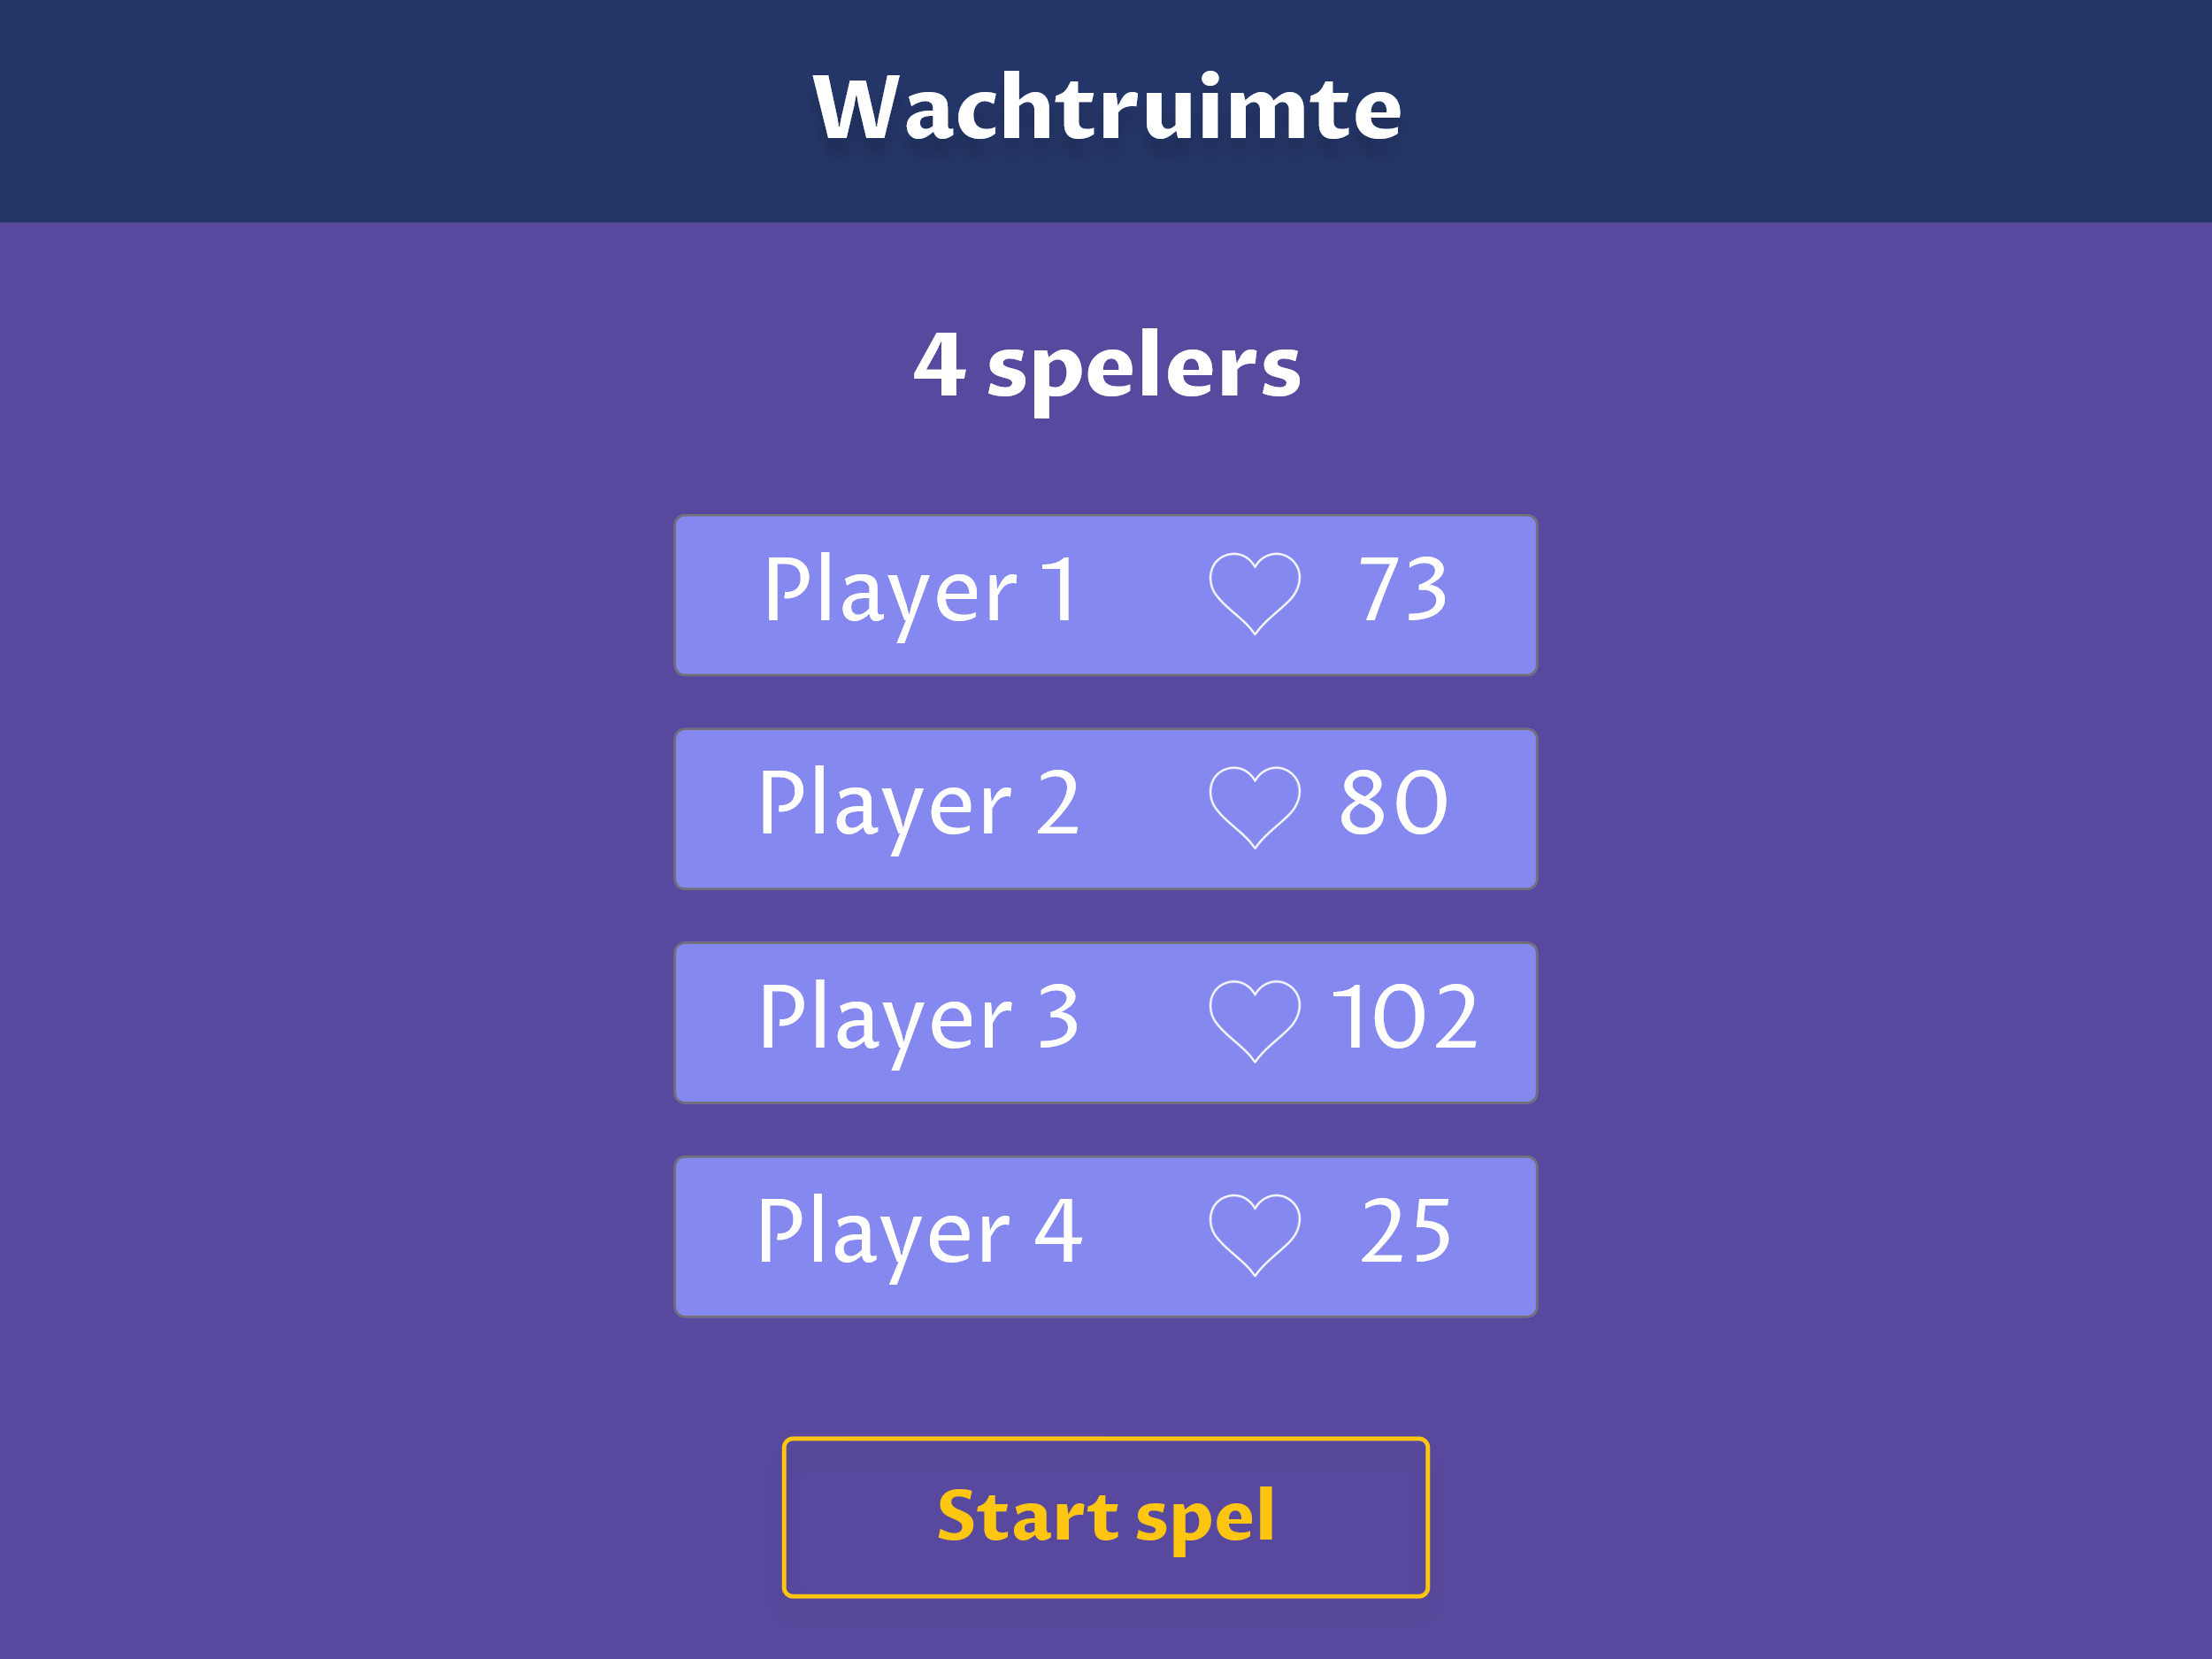 Wachtruimte
4 spelers
Player 1 73
Player 2 80
Player 3 102
Player 4 25
Start spel